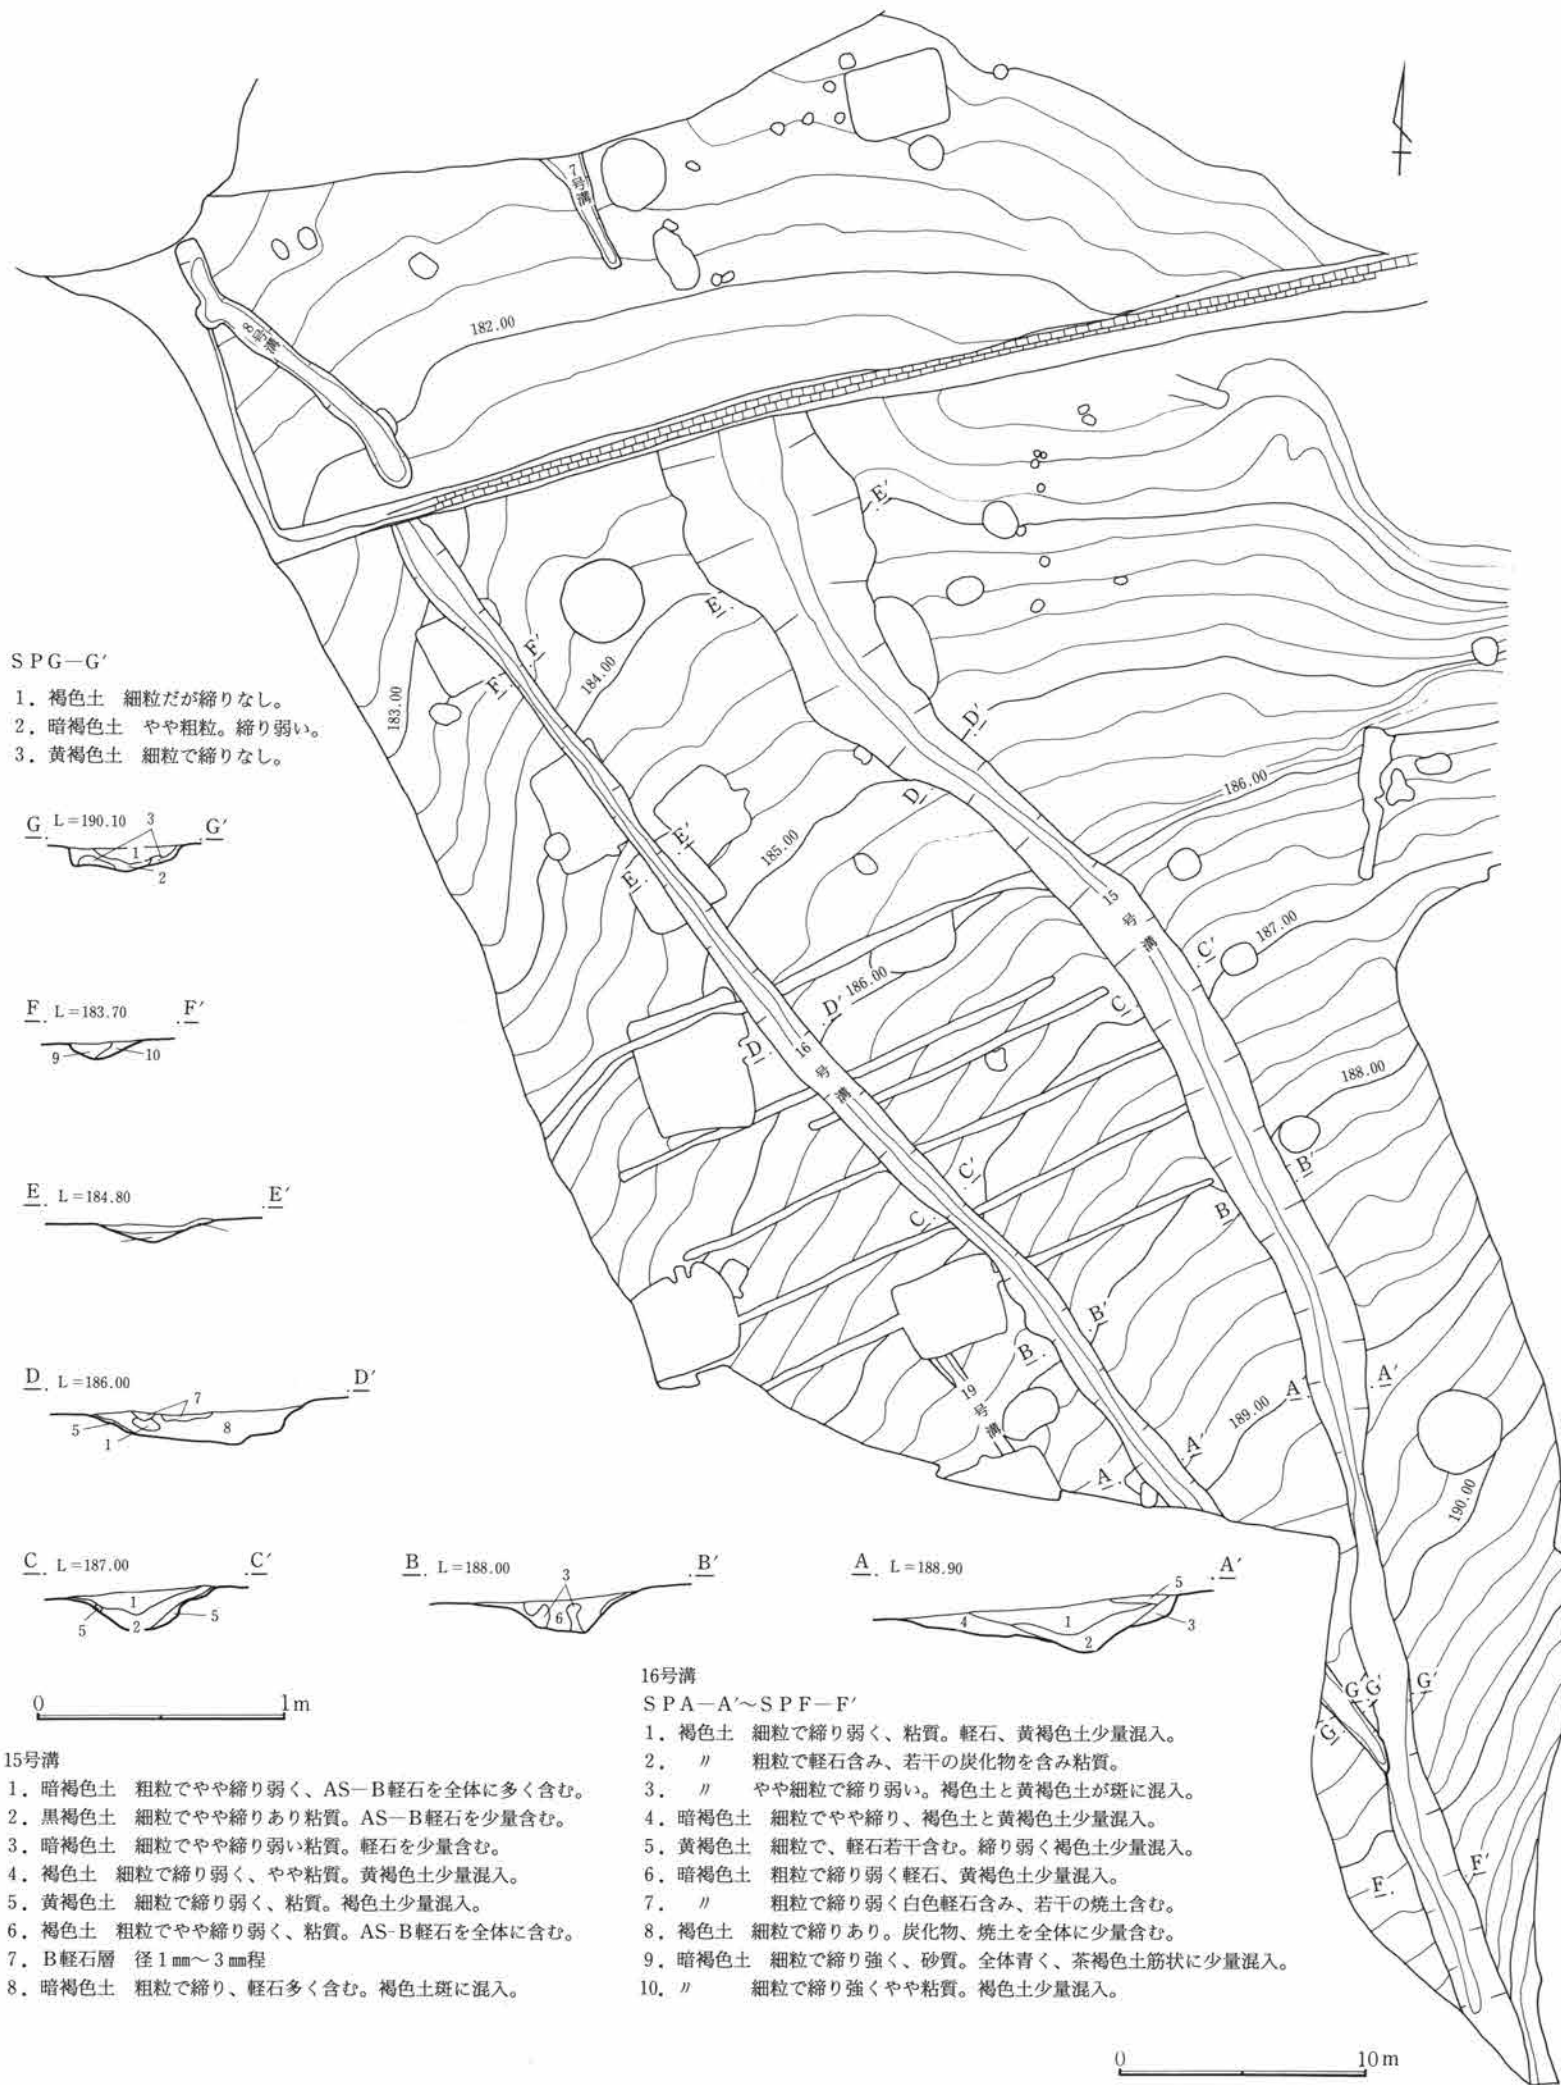 7号溝
8号溝
182.00
E′
E
F′
F
184.00
183.00
D′
D
186.00
E′
E
185.00
15号溝
C′
187.00
C
D′
186.00
D
16号溝
188.00
C′
C
B′
B
B′
B
19号溝
189.00
A
A′
A′
A
190.00
G′
G′
G
G
F′
F
SPG—G′
1．褐色土　細粒だが締りなし。
2．暗褐色土　やや粗粒。締り弱い。
3．黄褐色土　細粒で締りなし。
G L=190.10 3 G′
1
2
F L=183.70 F′
9 10
E L=184.80 E′
D L=186.00 D′
7
5 8
1
C L=187.00 C′
1
5 2 5
B L=188.00 3 B′
6
A L=188.90 5 A′
4 1 3
2
0 1m
15号溝
1．暗褐色土　粗粒でやや締り弱く、AS—B軽石を全体に多く含む。
2．黒褐色土　細粒でやや締りあり粘質。AS—B軽石を少量含む。
3．暗褐色土　細粒でやや締り弱い粘質。軽石を少量含む。
4．褐色土　細粒で締り弱く、やや粘質。黄褐色土少量混入。
5．黄褐色土　細粒で締り弱く、粘質。褐色土少量混入。
6．褐色土　粗粒でやや締り弱く、粘質。AS-B軽石を全体に含む。
7．B軽石層　径1㎜～3㎜程
8．暗褐色土　粗粒で締り、軽石多く含む。褐色土斑に混入。
16号溝
SPA—A′～SPF—F′
1．褐色土　細粒で締り弱く、粘質。軽石、黄褐色土少量混入。
2．　〃　　粗粒で軽石含み、若干の炭化物を含み粘質。
3．　〃　　やや細粒で締り弱い。褐色土と黄褐色土が斑に混入。
4．暗褐色土　細粒でやや締り、褐色土と黄褐色土少量混入。
5．黄褐色土　細粒で、軽石若干含む。締り弱く褐色土少量混入。
6．暗褐色土　粗粒で締り弱く軽石、黄褐色土少量混入。
7．　〃　　粗粒で締り弱く白色軽石含み、若干の焼土含む。
8．褐色土　細粒で締りあり。炭化物、焼土を全体に少量含む。
9．暗褐色土　細粒で締り強く、砂質。全体青く、茶褐色土筋状に少量混入。
10．　〃　　細粒で締り強くやや粘質。褐色土少量混入。
0 10m